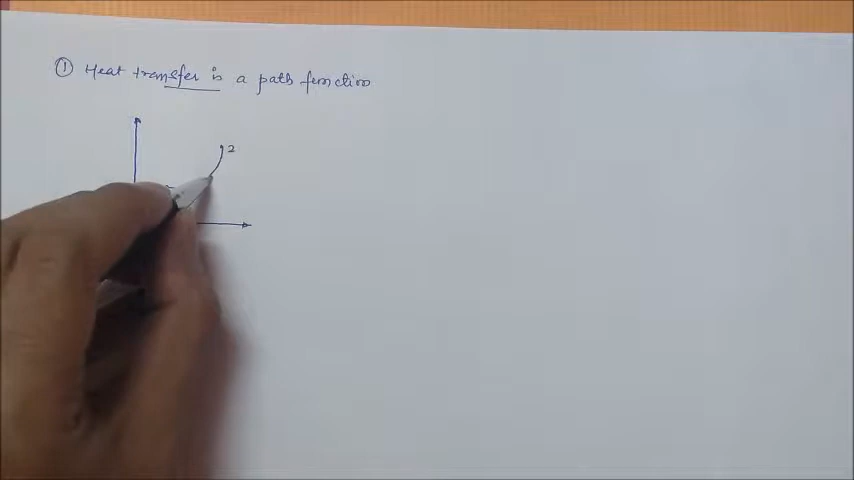 ① Heat transfer is a path function
2